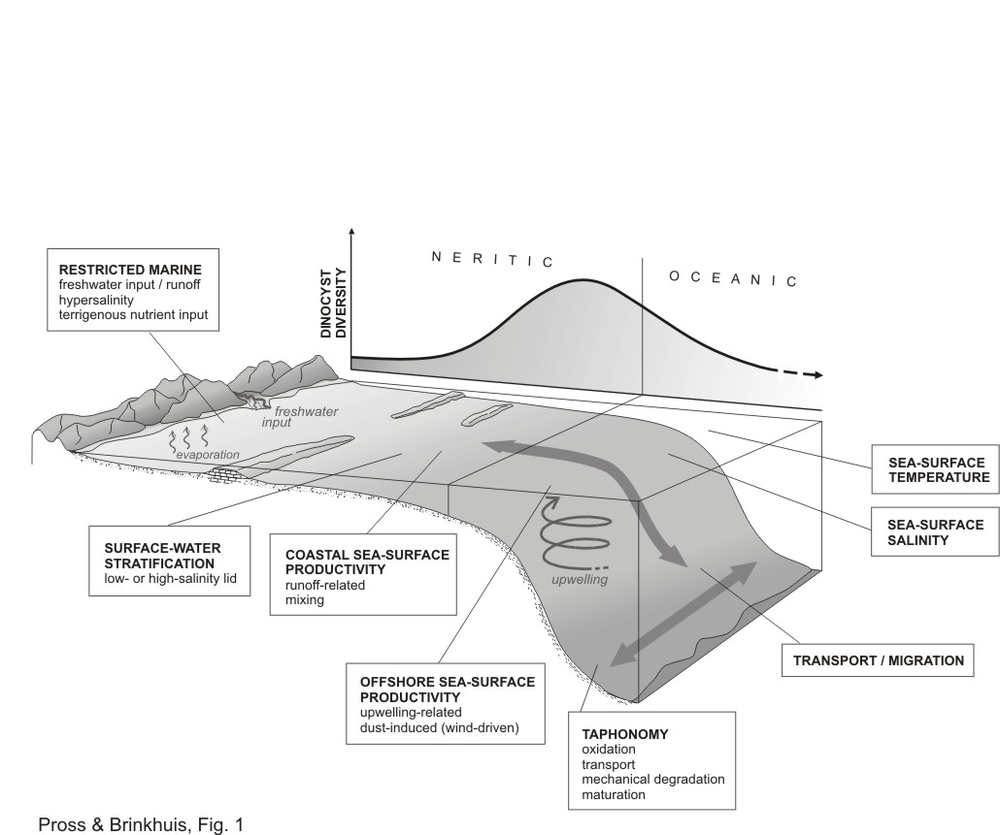 NERITIC
OCEANIC
DINOCYST
DIVERSITY
RESTRICTED MARINE
freshwater input / runoff
hypersalinity
terrigenous nutrient input
freshwater
input
evaporation
SEA-SURFACE
TEMPERATURE
SEA-SURFACE
SALINITY
SURFACE-WATER
STRATIFICATION
low- or high-salinity lid
COASTAL SEA-SURFACE
PRODUCTIVITY
runoff-related
mixing
upwelling
TRANSPORT / MIGRATION
OFFSHORE SEA-SURFACE
PRODUCTIVITY
upwelling-related
dust-induced (wind-driven)
TAPHONOMY
oxidation
transport
mechanical degradation
maturation
Pross & Brinkhuis, Fig. 1